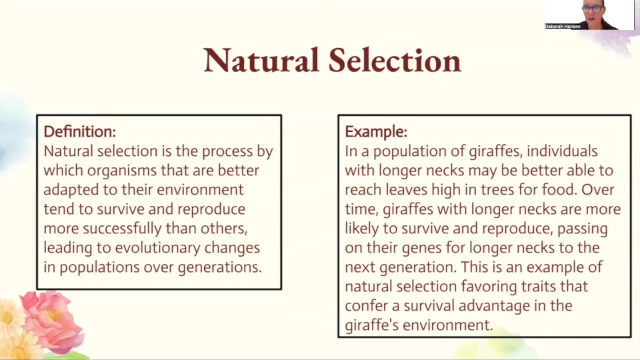 Deborah Hanson
Natural Selection
Definition:
Natural selection is the process by
which organisms that are better
adapted to their environment
tend to survive and reproduce
more successfully than others,
leading to evolutionary changes
in populations over generations.
Example:
In a population of giraffes, individuals
with longer necks may be better able to
reach leaves high in trees for food. Over
time, giraffes with longer necks are more
likely to survive and reproduce, passing
on their genes for longer necks to the
next generation. This is an example of
natural selection favoring traits that
confer a survival advantage in the
giraffe's environment.